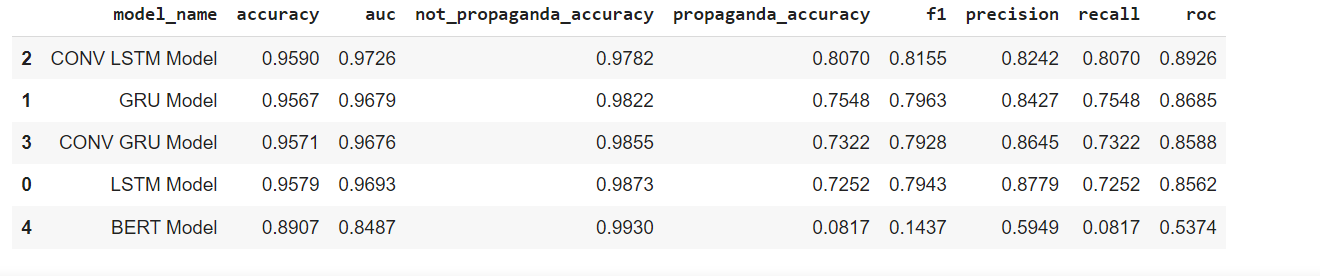 model_name accuracy auc not_propaganda_accuracy propaganda_accuracy f1 precision recall roc
2 CONV LSTM Model 0.9590 0.9726 0.9782 0.8070 0.8155 0.8242 0.8070 0.8926
1 GRU Model 0.9567 0.9679 0.9822 0.7548 0.7963 0.8427 0.7548 0.8685
3 CONV GRU Model 0.9571 0.9676 0.9855 0.7322 0.7928 0.8645 0.7322 0.8588
0 LSTM Model 0.9579 0.9693 0.9873 0.7252 0.7943 0.8779 0.7252 0.8562
4 BERT Model 0.8907 0.8487 0.9930 0.0817 0.1437 0.5949 0.0817 0.5374